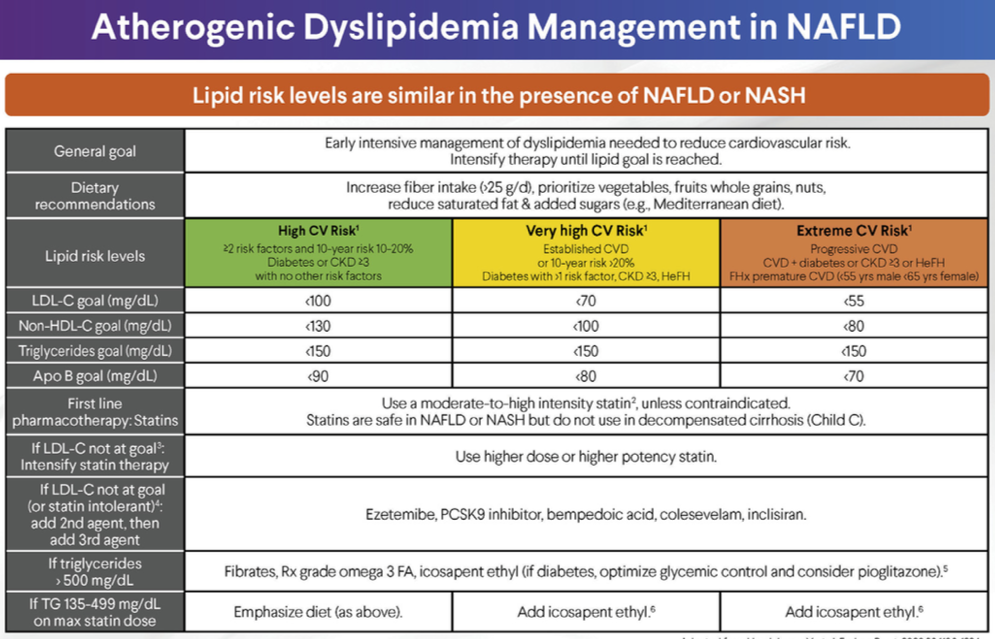 Atherogenic Dyslipidemia Management in NAFLD
Lipid risk levels are similar in the presence of NAFLD or NASH
General goal
Early intensive management of dyslipidemia needed to reduce cardiovascular risk.
Intensify therapy until lipid goal is reached.
Dietary
recommendations
Increase fiber intake (>25 g/d), prioritize vegetables, fruits whole grains, nuts,
reduce saturated fat & added sugars (e.g., Mediterranean diet).
Lipid risk levels
High CV Risk¹
≥2 risk factors and 10-year risk 10-20%
Diabetes or CKD ≥3
with no other risk factors
Very high CV Risk¹
Established CVD
or 10-year risk >20%
Diabetes with >1 risk factor, CKD ≥3, HeFH
Extreme CV Risk¹
Progressive CVD
CVD + diabetes or CKD ≥3 or HeFH
FHx premature CVD (<55 yrs male <65 yrs female)
LDL-C goal (mg/dL)
<100
<70
<55
Non-HDL-C goal (mg/dL)
<130
<100
<80
Triglycerides goal (mg/dL)
<150
<150
<150
Apo B goal (mg/dL)
<90
<80
<70
First line
pharmacotherapy: Statins
Use a moderate-to-high intensity statin², unless contraindicated.
Statins are safe in NAFLD or NASH but do not use in decompensated cirrhosis (Child C).
If LDL-C not at goal³:
Intensify statin therapy
Use higher dose or higher potency statin.
If LDL-C not at goal
(or statin intolerant)⁴:
add 2nd agent, then
add 3rd agent
Ezetemibe, PCSK9 inhibitor, bempedoic acid, colesevelam, inclisiran.
If triglycerides
>500 mg/dL
Fibrates, Rx grade omega 3 FA, icosapent ethyl (if diabetes, optimize glycemic control and consider pioglitazone).⁵
If TG 135-499 mg/dL
on max statin dose
Emphasize diet (as above).
Add icosapent ethyl.⁶
Add icosapent ethyl.⁶